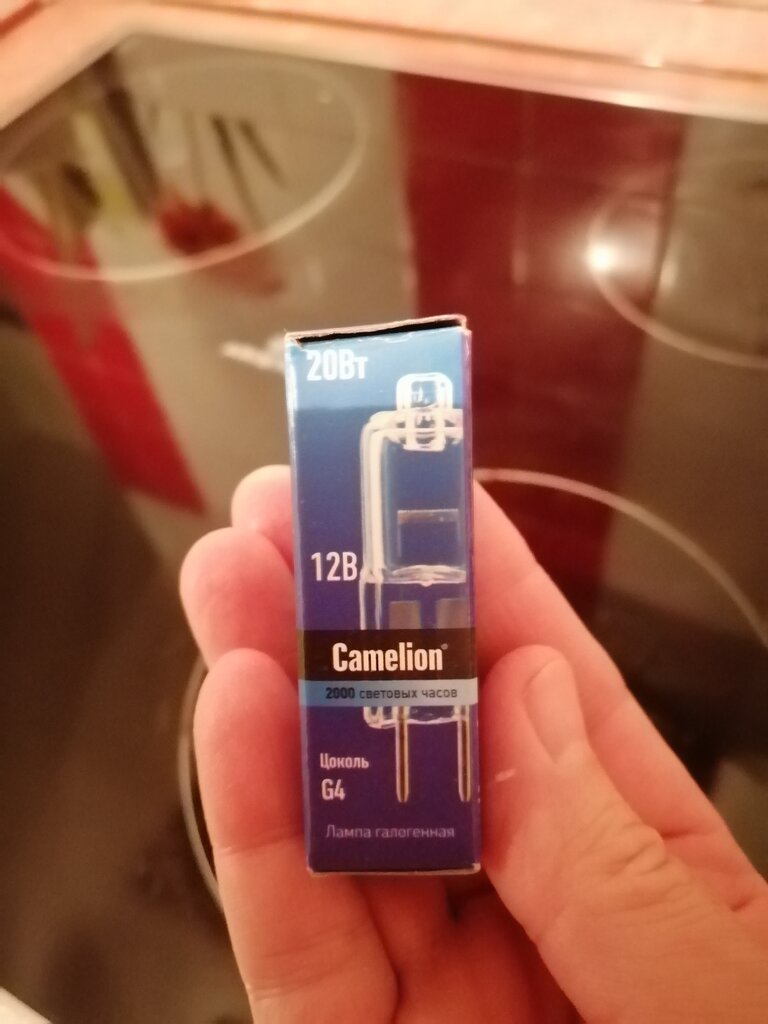 20Вт
12В
Camelion®
2000 световых часов
Цоколь
G4
Лампа галогенная